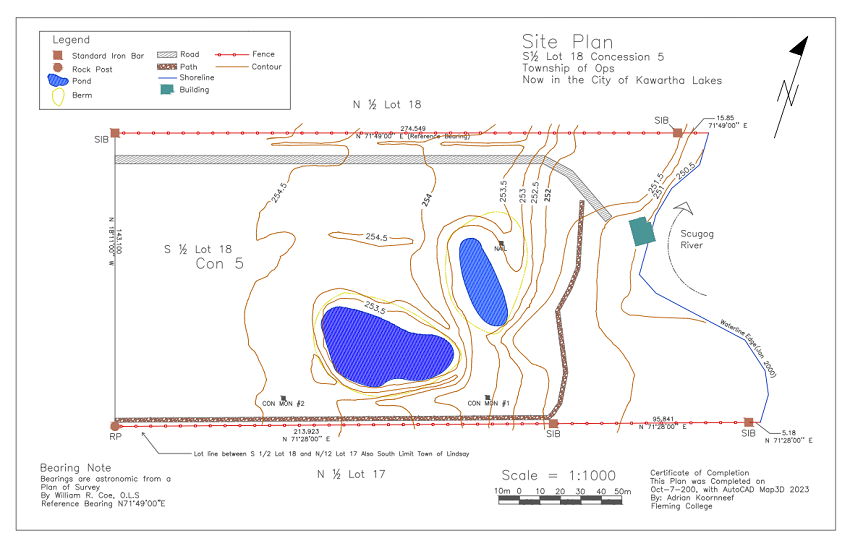 Legend
Standard Iron Bar
Rock Post
Pond
Berm
Road
Path
Shoreline
Building
Fence
Contour
Site Plan
S½ Lot 18 Concession 5
Township of Ops
Now in the City of Kawartha Lakes
N
N ½ Lot 18
SIB
274.549
N 71°49'00" E (Reference Bearing)
SIB
15.85
71°49'00" E
254.5
254
253.5
253
252.5
252
251.5
251
250.5
N 18°11'00" W
143.100
S ½ Lot 18
Con 5
254.5
NAIL
Scugog
River
253.5
Waterline Edge(Jan. 2000)
CON MON #2
CON MON #1
RP
213.923
N 71°28'00" E
SIB
95.841
N 71°28'00" E
SIB
5.18
N 71°28'00" E
Lot line between S 1/2 Lot 18 and N/12 Lot 17 Also South Limit Town of Lindsay
N ½ Lot 17
Bearing Note
Bearings are astronomic from a
Plan of Survey
By William R. Coe, O.L.S
Reference Bearing N71°49'00"E
Scale = 1:1000
10m 0 10 20 30 40 50m
Certificate of Completion
This Plan was Completed on
Oct-7-200, with AutoCAD Map3D 2023
By: Adrian Koornneef
Fleming College